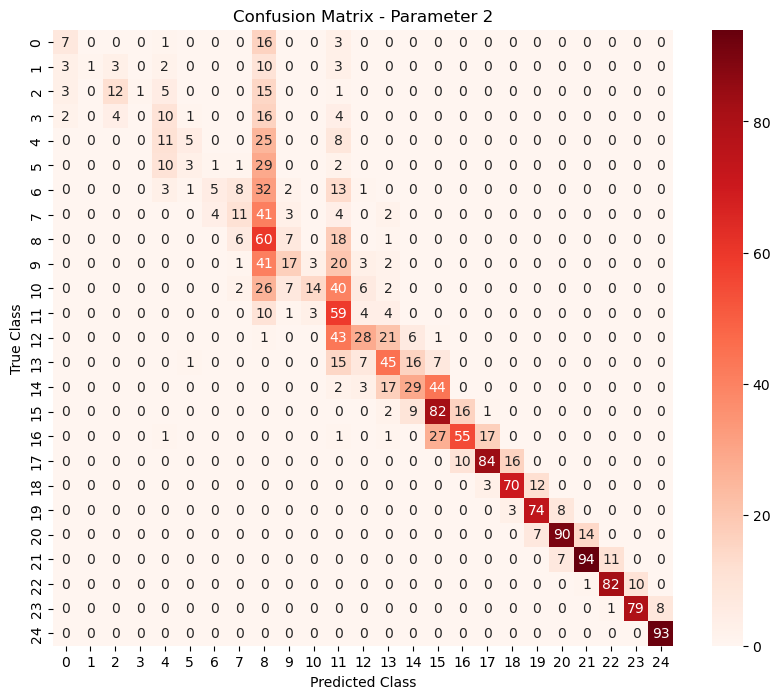 Confusion Matrix - Parameter 2
True Class
0 7 0 0 0 1 0 0 0 16 0 0 3 0 0 0 0 0 0 0 0 0 0 0 0 0
1 3 1 3 0 2 0 0 0 10 0 0 3 0 0 0 0 0 0 0 0 0 0 0 0 0
2 3 0 12 1 5 0 0 0 15 0 0 1 0 0 0 0 0 0 0 0 0 0 0 0 0
3 2 0 4 0 10 1 0 0 16 0 0 4 0 0 0 0 0 0 0 0 0 0 0 0 0
4 0 0 0 0 11 5 0 0 25 0 0 8 0 0 0 0 0 0 0 0 0 0 0 0 0
5 0 0 0 0 10 3 1 1 29 0 0 2 0 0 0 0 0 0 0 0 0 0 0 0 0
6 0 0 0 0 3 1 5 8 32 2 0 13 1 0 0 0 0 0 0 0 0 0 0 0 0
7 0 0 0 0 0 0 4 11 41 3 0 4 0 2 0 0 0 0 0 0 0 0 0 0 0
8 0 0 0 0 0 0 0 6 60 7 0 18 0 1 0 0 0 0 0 0 0 0 0 0 0
9 0 0 0 0 0 0 0 1 41 17 3 20 3 2 0 0 0 0 0 0 0 0 0 0 0
10 0 0 0 0 0 0 0 2 26 7 14 40 6 2 0 0 0 0 0 0 0 0 0 0 0
11 0 0 0 0 0 0 0 0 10 1 3 59 4 4 0 0 0 0 0 0 0 0 0 0 0
12 0 0 0 0 0 0 0 0 1 0 0 43 28 21 6 1 0 0 0 0 0 0 0 0 0
13 0 0 0 0 0 1 0 0 0 0 0 15 7 45 16 7 0 0 0 0 0 0 0 0 0
14 0 0 0 0 0 0 0 0 0 0 0 2 3 17 29 44 0 0 0 0 0 0 0 0 0
15 0 0 0 0 0 0 0 0 0 0 0 0 0 2 9 82 16 1 0 0 0 0 0 0 0
16 0 0 0 0 1 0 0 0 0 0 0 1 0 1 0 27 55 17 0 0 0 0 0 0 0
17 0 0 0 0 0 0 0 0 0 0 0 0 0 0 0 0 10 84 16 0 0 0 0 0 0
18 0 0 0 0 0 0 0 0 0 0 0 0 0 0 0 0 0 3 70 12 0 0 0 0 0
19 0 0 0 0 0 0 0 0 0 0 0 0 0 0 0 0 0 0 3 74 8 0 0 0 0
20 0 0 0 0 0 0 0 0 0 0 0 0 0 0 0 0 0 0 0 7 90 14 0 0 0
21 0 0 0 0 0 0 0 0 0 0 0 0 0 0 0 0 0 0 0 0 7 94 11 0 0
22 0 0 0 0 0 0 0 0 0 0 0 0 0 0 0 0 0 0 0 0 0 1 82 10 0
23 0 0 0 0 0 0 0 0 0 0 0 0 0 0 0 0 0 0 0 0 0 0 1 79 8
24 0 0 0 0 0 0 0 0 0 0 0 0 0 0 0 0 0 0 0 0 0 0 0 0 93
0 1 2 3 4 5 6 7 8 9 10 11 12 13 14 15 16 17 18 19 20 21 22 23 24
Predicted Class
80
60
40
20
0